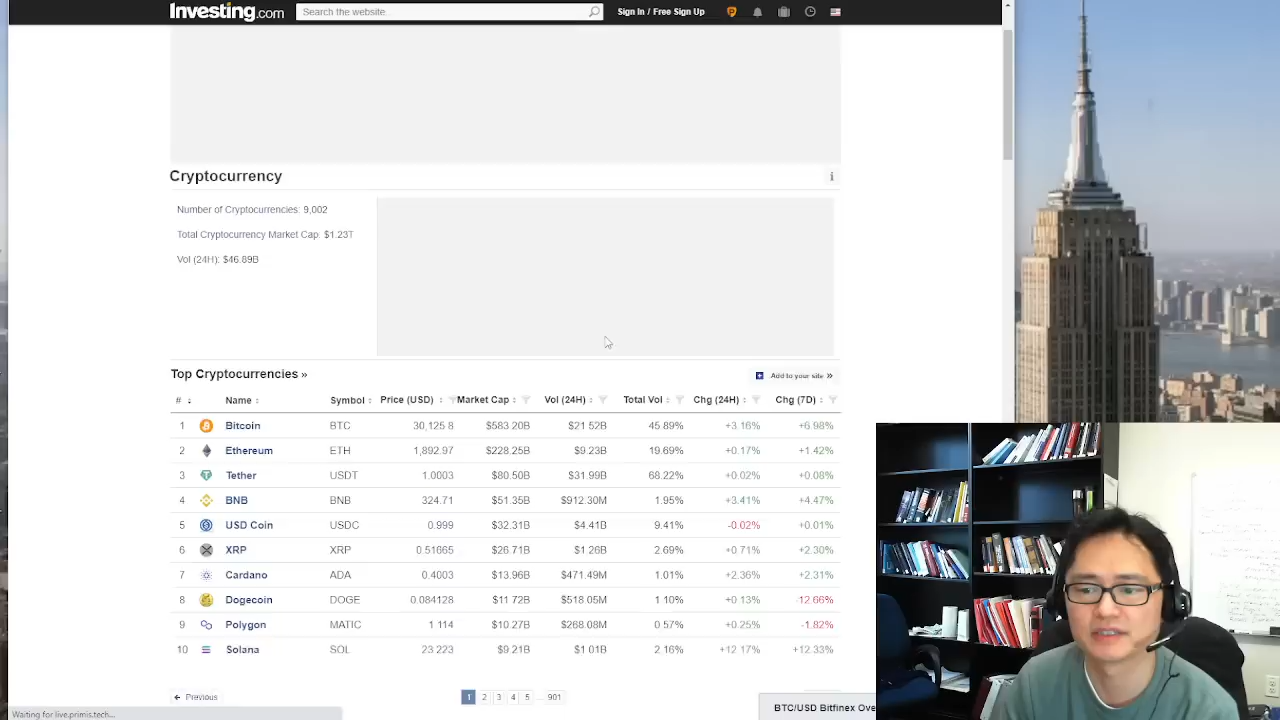 Investing.com Search the website Sign In / Free Sign Up
Cryptocurrency
Number of Cryptocurrencies: 9,002
Total Cryptocurrency Market Cap: $1.23T
Vol (24H): $46.89B
Top Cryptocurrencies »
Add to your site »
# Name Symbol Price (USD) Market Cap Vol (24H) Total Vol Chg (24H) Chg (7D)
1 Bitcoin BTC 30,125.8 $583.20B $21.52B 45.89% +3.16% +6.98%
2 Ethereum ETH 1,892.97 $228.25B $9.23B 19.69% +0.17% +1.42%
3 Tether USDT 1.0003 $80.50B $31.99B 68.22% +0.02% +0.08%
4 BNB BNB 324.71 $51.35B $912.30M 1.95% +3.41% +4.47%
5 USD Coin USDC 0.999 $32.31B $4.41B 9.41% -0.02% +0.01%
6 XRP XRP 0.51665 $26.71B $1.26B 2.69% +0.71% +2.30%
7 Cardano ADA 0.4003 $13.96B $471.49M 1.01% +2.36% +2.31%
8 Dogecoin DOGE 0.084128 $11.72B $518.05M 1.10% +0.13% -12.66%
9 Polygon MATIC 1.114 $10.27B $268.08M 0.57% +0.25% -1.82%
10 Solana SOL 23.223 $9.21B $1.01B 2.16% +12.17% +12.33%
Previous 1 2 3 4 5 ... 901
BTC/USD Bitfinex Ove
Waiting for live.primis.tech...